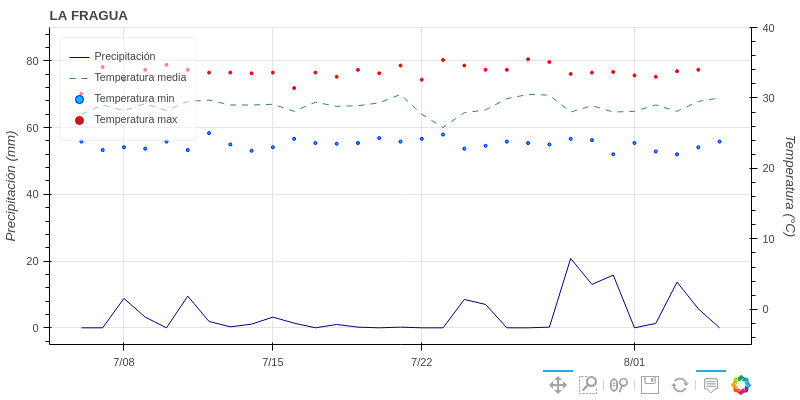 LA FRAGUA
Precipitación
Temperatura media
Temperatura min
Temperatura max
Precipitación (mm)
80
60
40
20
0
Temperatura (°C)
40
30
20
10
0
7/08
7/15
7/22
8/01